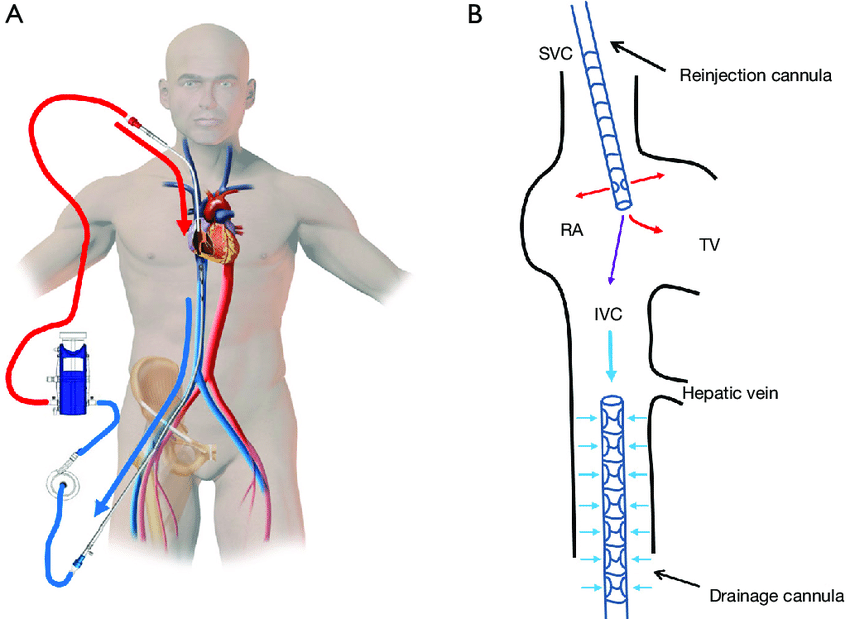 A
B
SVC
Reinjection cannula
RA
TV
IVC
Hepatic vein
Drainage cannula